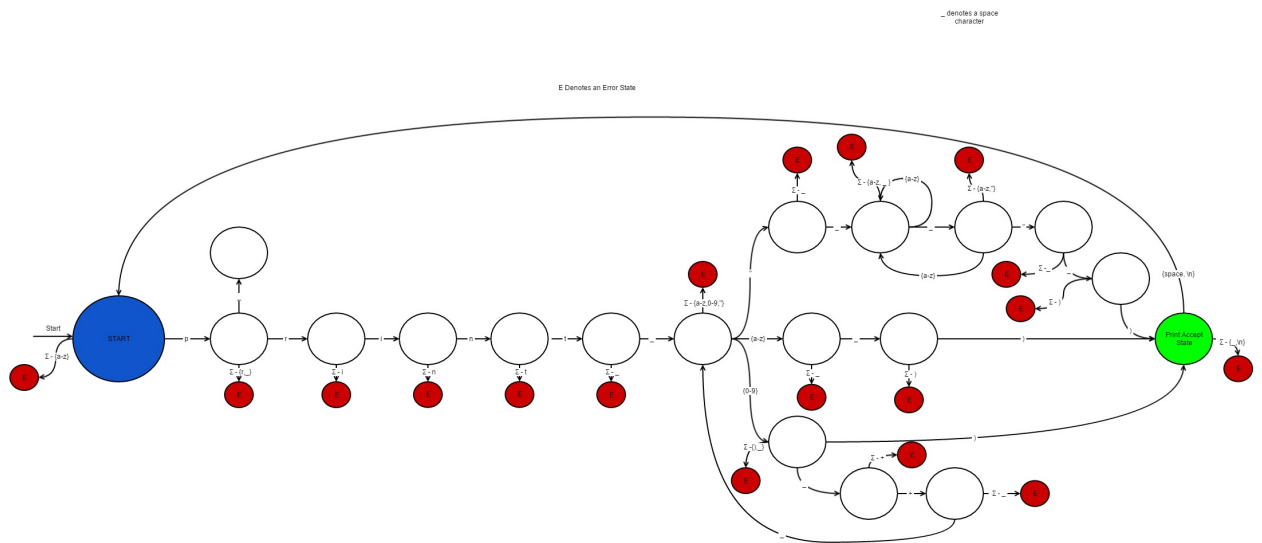 _ denotes a space
character
E Denotes an Error State
E
E
E
Σ - _
Σ - {a-z, _ }
{a-z}
Σ - {a-z,"}
_
_
"
{a-z}
E
Σ - _
_
E
Σ - )
)
E
Σ - {a-z,0-9,"}
"
{space, \n}
_
Start
START
p
r
i
n
t
_
{a-z}
_
)
Print Accept
State
Σ - {_,\n}
E
Σ - {a-z}
E
Σ - {r,_}
E
Σ - i
E
Σ - n
E
Σ - t
E
Σ - _
E
Σ - _
E
Σ - )
E
{0-9}
)
Σ -{),_}
E
_
Σ - +
E
+
Σ - _
E
_